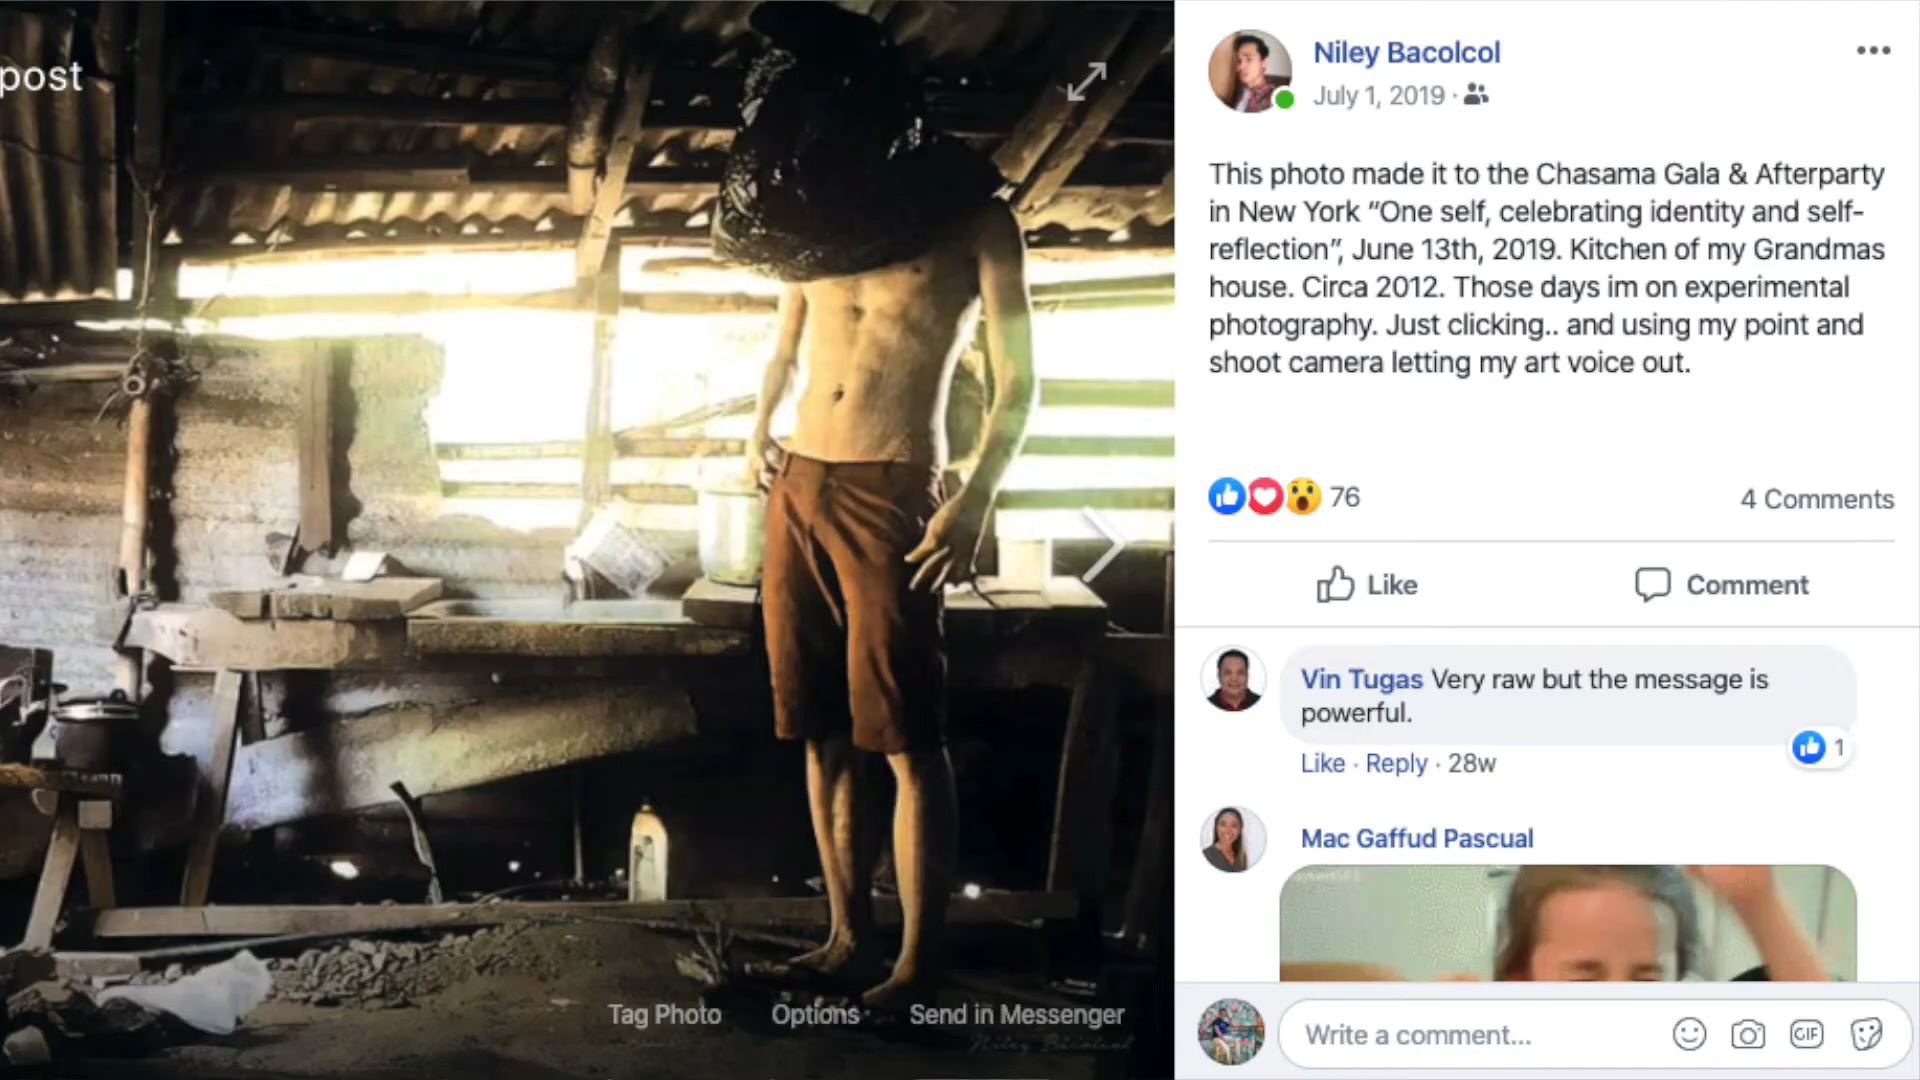 post
Niley Bacolcol
July 1, 2019 ·
This photo made it to the Chasama Gala & Afterparty
in New York “One self, celebrating identity and self-
reflection”, June 13th, 2019. Kitchen of my Grandmas
house. Circa 2012. Those days im on experimental
photography. Just clicking.. and using my point and
shoot camera letting my art voice out.
76
4 Comments
Like
Comment
Vin Tugas Very raw but the message is
powerful.
1
Like · Reply · 28w
Mac Gaffud Pascual
Tag Photo
Options
Send in Messenger
Niley Bacolcol
Write a comment...
GIF